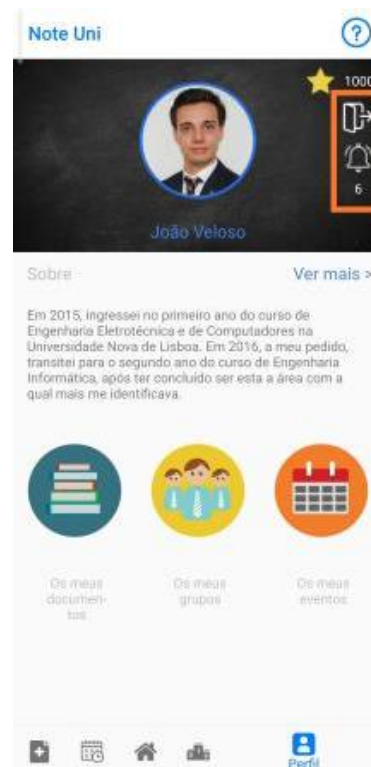 Note Uni
1000
6
João Veloso
Sobre
Ver mais >
Em 2015, ingressei no primeiro ano do curso de
Engenharia Eletrotécnica e de Computadores na
Universidade Nova de Lisboa. Em 2016, a meu pedido,
transitei para o segundo ano do curso de Engenharia
Informática, após ter concluído ser esta a área com a
qual mais me identificava.
Os meus
documen-
tos
Os meus
grupos
Os meus
eventos
Perfil